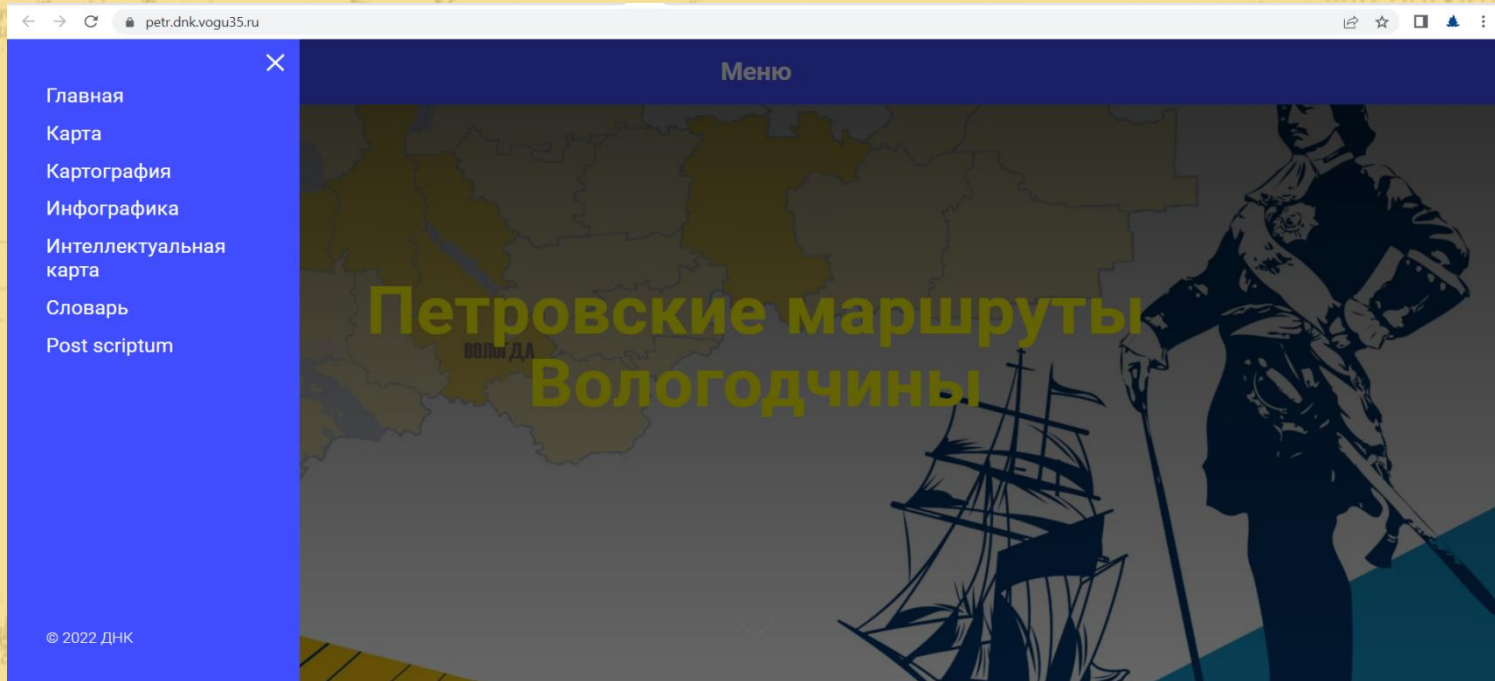 petr.dnk.vogu35.ru
Меню
Главная
Карта
Картография
Инфографика
Интеллектуальная
карта
Словарь
Post scriptum
© 2022 ДНК
Петровские маршруты
Вологодчины
ВОЛОГДА